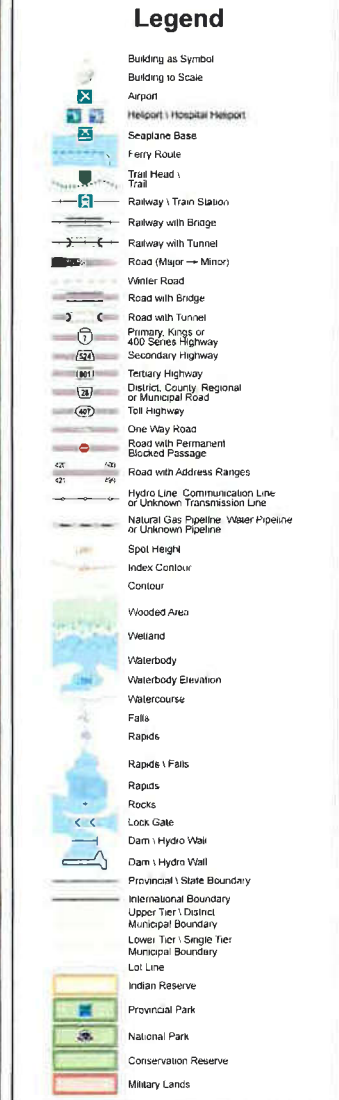 Legend
Building as Symbol
Building to Scale
Airport
Heliport \ Hospital Heliport
Seaplane Base
Ferry Route
Trail Head \
Trail
Railway \ Train Station
Railway with Bridge
Railway with Tunnel
Road (Major → Minor)
Winter Road
Road with Bridge
Road with Tunnel
7
Primary, Kings or
400 Series Highway
524
Secondary Highway
801
Tertiary Highway
28
District, County, Regional
or Municipal Road
407
Toll Highway
One Way Road
Road with Permanent
Blocked Passage
Road with Address Ranges
Hydro Line, Communication Line
or Unknown Transmission Line
Natural Gas Pipeline, Water Pipeline
or Unknown Pipeline
Spot Height
Index Contour
Contour
Wooded Area
Wetland
Waterbody
Waterbody Elevation
Watercourse
Falls
Rapids
Rapids \ Falls
Rapids
Rocks
Lock Gate
Dam \ Hydro Wall
Dam \ Hydro Wall
Provincial \ State Boundary
International Boundary
Upper Tier \ District
Municipal Boundary
Lower Tier \ Single Tier
Municipal Boundary
Lot Line
Indian Reserve
Provincial Park
National Park
Conservation Reserve
Military Lands